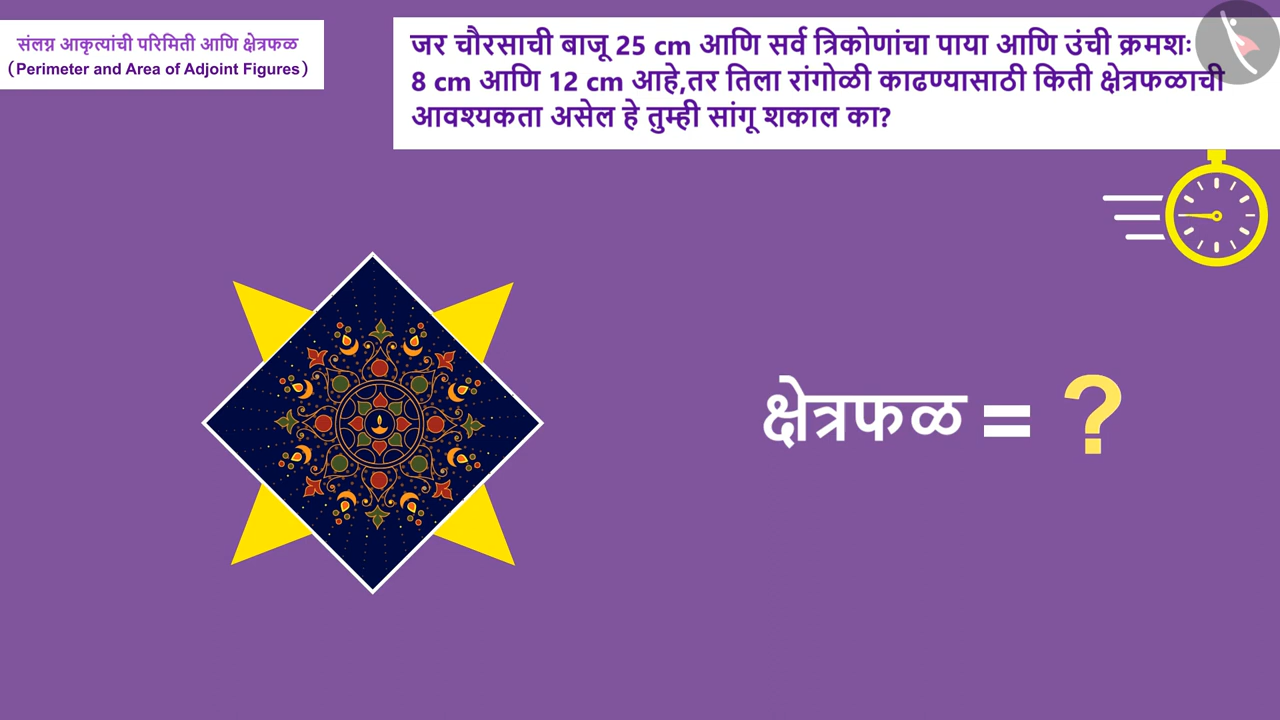 संलग्न आकृत्यांची परिमिती आणि क्षेत्रफळ
(Perimeter and Area of Adjoint Figures)
जर चौरसाची बाजू 25 cm आणि सर्व त्रिकोणांचा पाया आणि उंची क्रमशः
8 cm आणि 12 cm आहे,तर तिला रांगोळी काढण्यासाठी किती क्षेत्रफळाची
आवश्यकता असेल हे तुम्ही सांगू शकाल का?
क्षेत्रफळ = ?